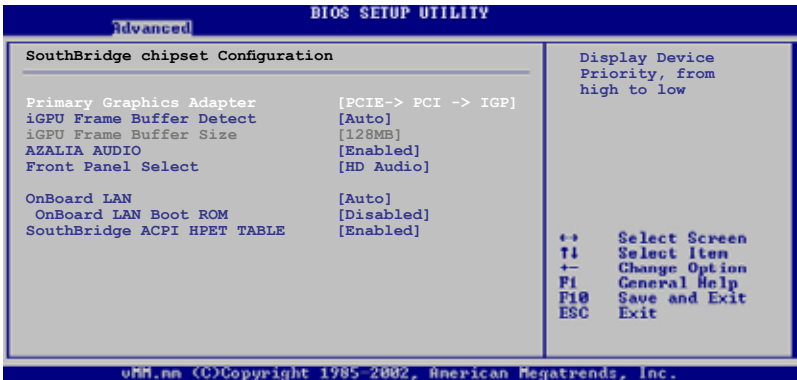 BIOS SETUP UTILITY
Advanced
SouthBridge chipset Configuration
Primary Graphics Adapter [PCIE-> PCI -> IGP]
iGPU Frame Buffer Detect [Auto]
iGPU Frame Buffer Size [128MB]
AZALIA AUDIO [Enabled]
Front Panel Select [HD Audio]
OnBoard LAN [Auto]
OnBoard LAN Boot ROM [Disabled]
SouthBridge ACPI HPET TABLE [Enabled]
Display Device
Priority, from
high to low
↔ Select Screen
↑↓ Select Item
+- Change Option
F1 General Help
F10 Save and Exit
ESC Exit
vMM.mm (C)Copyright 1985-2002, American Megatrends, Inc.